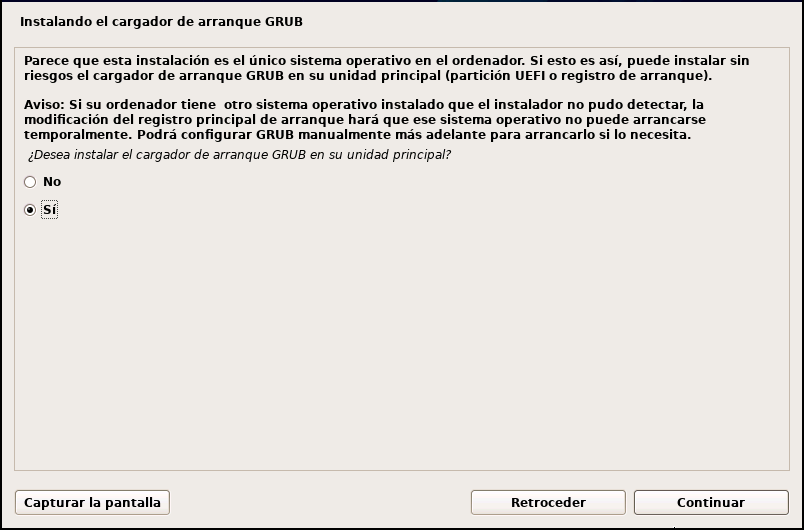 Instalando el cargador de arranque GRUB
Parece que esta instalación es el único sistema operativo en el ordenador. Si esto es así, puede instalar sin
riesgos el cargador de arranque GRUB en su unidad principal (partición UEFI o registro de arranque).
Aviso: Si su ordenador tiene  otro sistema operativo instalado que el instalador no pudo detectar, la
modificación del registro principal de arranque hará que ese sistema operativo no puede arrancarse
temporalmente. Podrá configurar GRUB manualmente más adelante para arrancarlo si lo necesita.
¿Desea instalar el cargador de arranque GRUB en su unidad principal?
No
Sí
Capturar la pantalla
Retroceder
Continuar